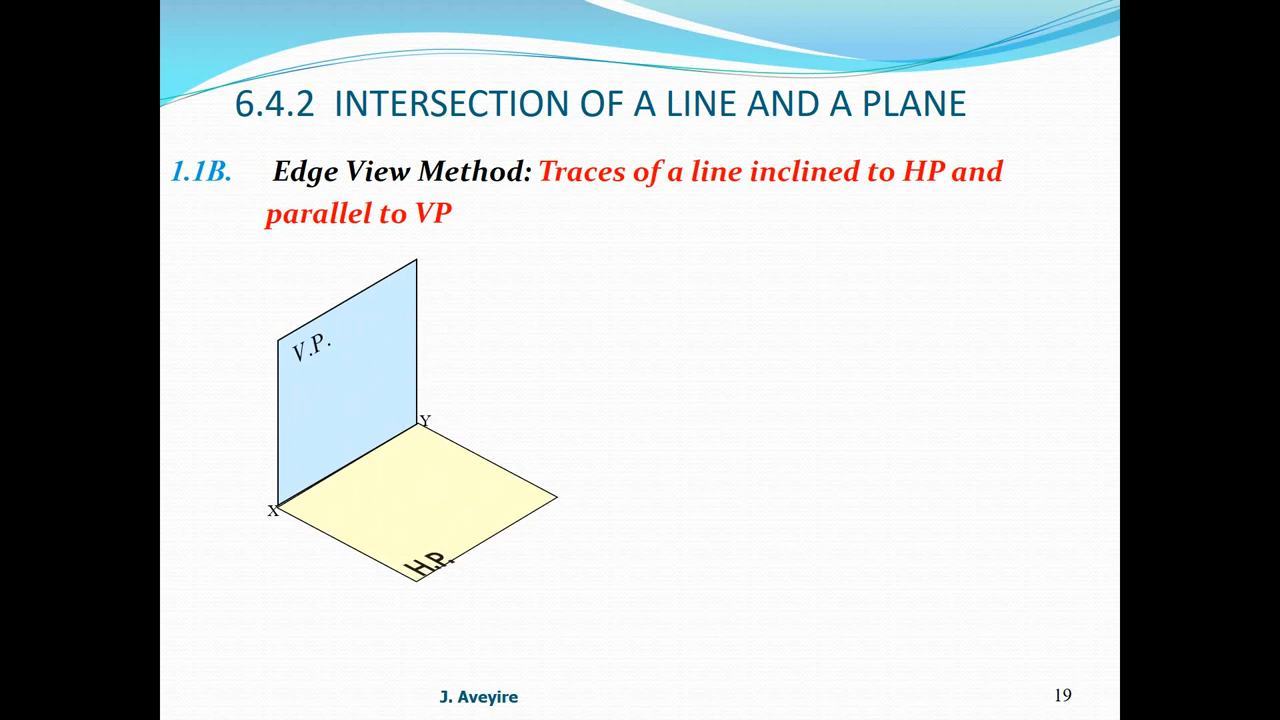 6.4.2 INTERSECTION OF A LINE AND A PLANE
1.1B. Edge View Method: Traces of a line inclined to HP and
parallel to VP
V.P.
Y
X
H.P.
J. Aveyire
19